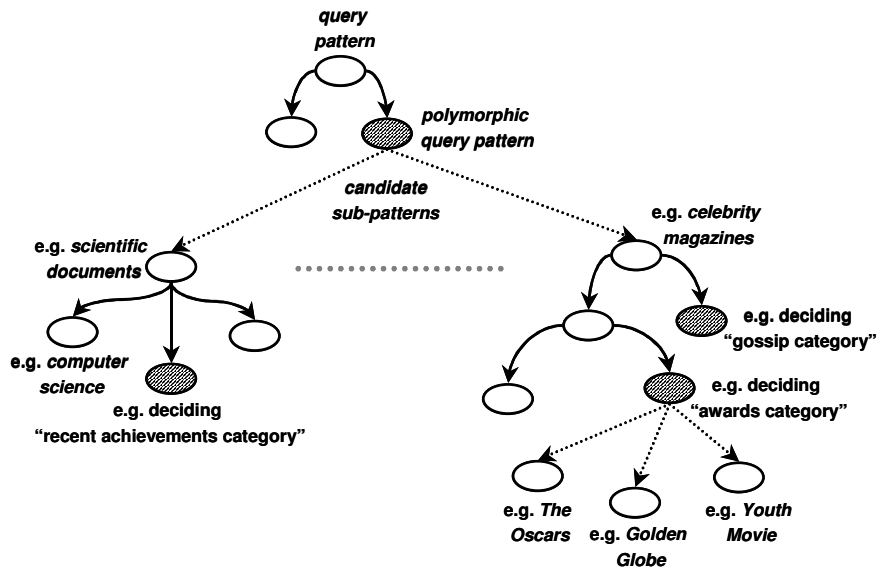 query
pattern
polymorphic
query pattern
candidate
sub-patterns
e.g. scientific
documents
e.g. celebrity
magazines
e.g. computer
science
e.g. deciding
“recent achievements category”
e.g. deciding
“gossip category”
e.g. deciding
“awards category”
e.g. The
Oscars
e.g. Golden
Globe
e.g. Youth
Movie